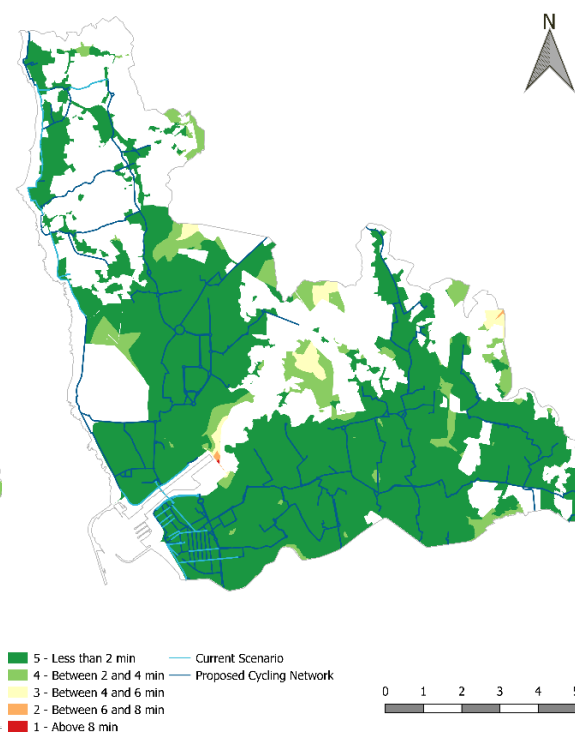 N
5 - Less than 2 min
4 - Between 2 and 4 min
3 - Between 4 and 6 min
2 - Between 6 and 8 min
1 - Above 8 min
Current Scenario
Proposed Cycling Network
0 1 2 3 4 5